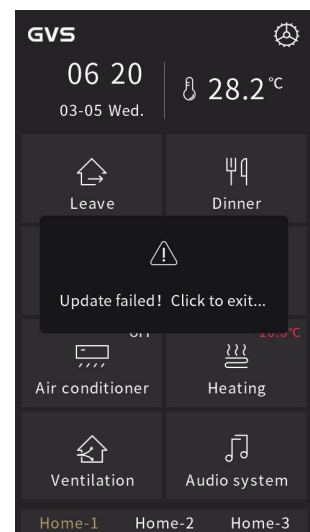 GVS
06 20
28.2°C
03-05 Wed.
Leave
Dinner
Update failed! Click to exit...
Air conditioner
Heating
Ventilation
Audio system
Home-1
Home-2
Home-3